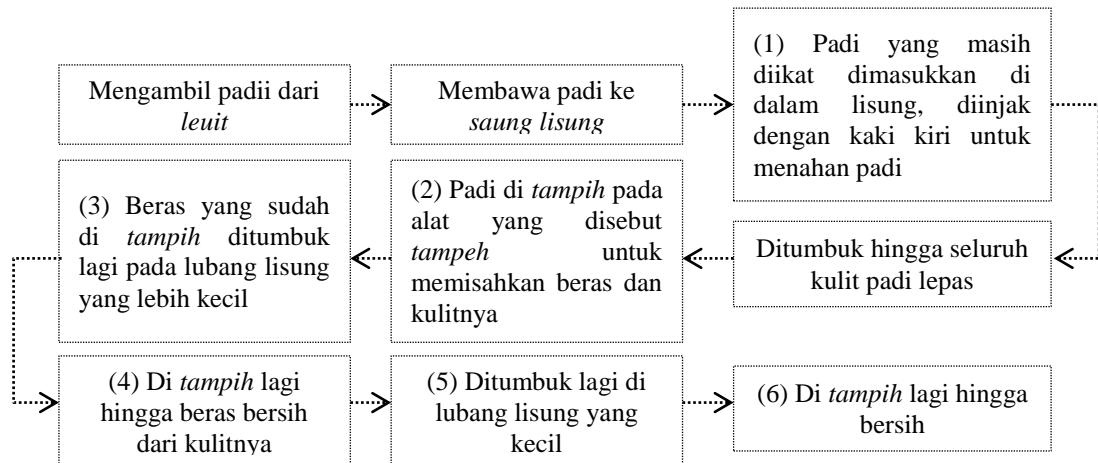 Mengambil padii dari
leuit
Membawa padi ke
saung lisung
(1) Padi yang masih
diikat dimasukkan di
dalam lisung, diinjak
dengan kaki kiri untuk
menahan padi
Ditumbuk hingga seluruh
kulit padi lepas
(2) Padi di tampih pada
alat yang disebut
tampeh untuk
memisahkan beras dan
kulitnya
(3) Beras yang sudah
di tampih ditumbuk
lagi pada lubang lisung
yang lebih kecil
(4) Di tampih lagi
hingga beras bersih
dari kulitnya
(5) Ditumbuk lagi di
lubang lisung yang
kecil
(6) Di tampih lagi hingga
bersih